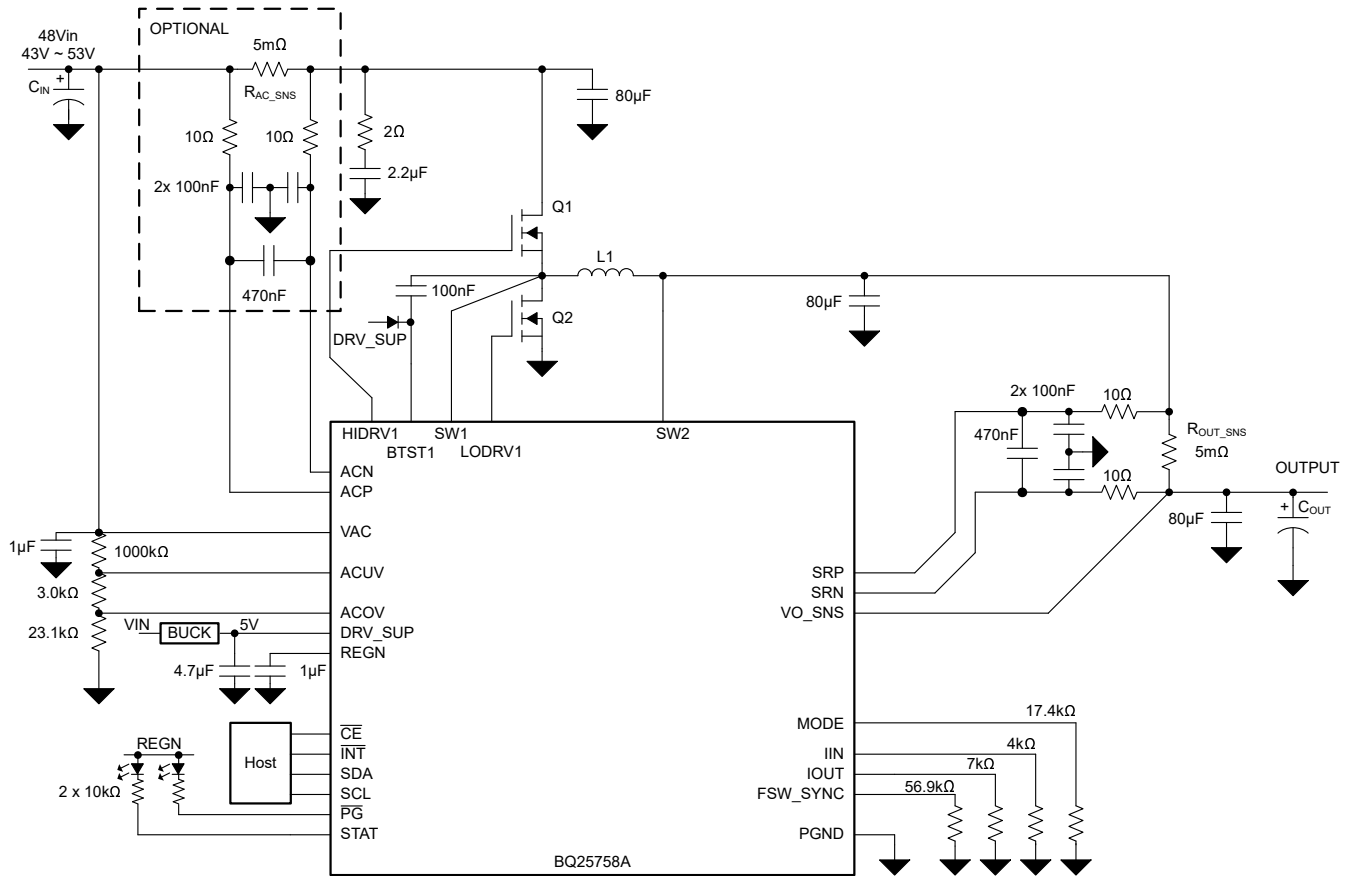 OPTIONAL
48Vin
43V ~ 53V
5mΩ
+
C_IN
R_AC_SNS
80µF
10Ω
10Ω
2Ω
2x 100nF
2.2µF
Q1
L1
470nF
100nF
80µF
DRV_SUP
Q2
2x 100nF
10Ω
HIDRV1
BTST1
SW1
LODRV1
SW2
470nF
R_OUT_SNS
5mΩ
10Ω
OUTPUT
ACN
ACP
80µF
+
C_OUT
VAC
1µF
1000kΩ
ACUV
SRP
3.0kΩ
SRN
ACOV
VO_SNS
VIN
BUCK
5V
DRV_SUP
23.1kΩ
REGN
4.7µF
1µF
MODE
17.4kΩ
CE
REGN
INT
IIN
4kΩ
Host
SDA
IOUT
7kΩ
2 x 10kΩ
SCL
FSW_SYNC
56.9kΩ
PG
STAT
PGND
BQ25758A